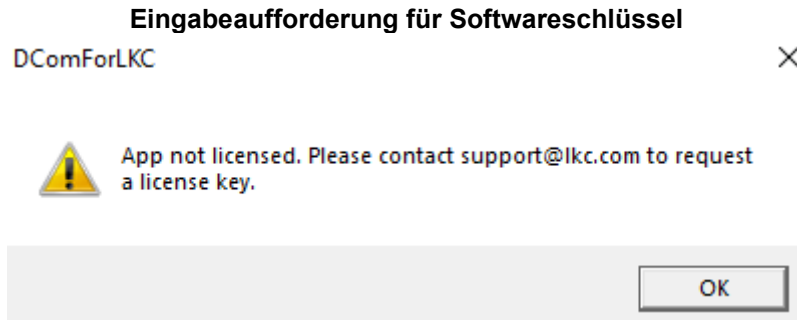 Eingabeaufforderung für Softwareschlüssel
DComForLKC
App not licensed. Please contact support@lkc.com to request
a license key.
OK